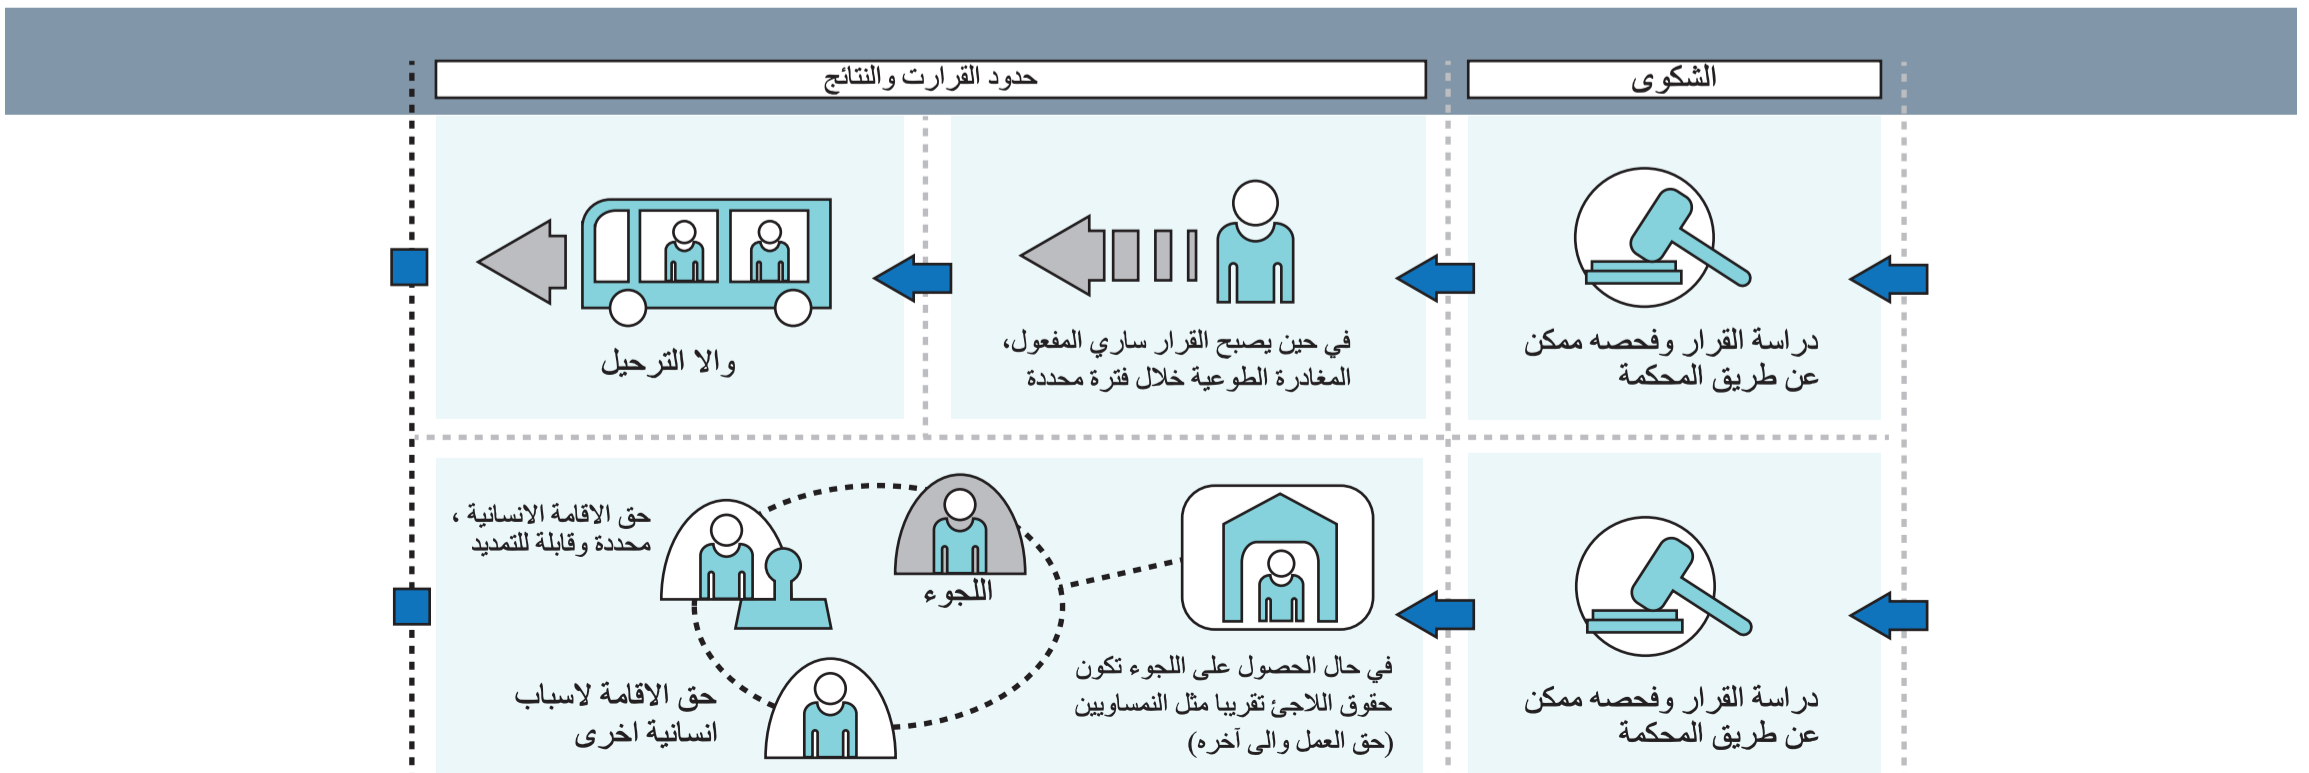 الشكوى
حدود القرارت والنتائج
دراسة القرار وفحصه ممكن
عن طريق المحكمة
في حين يصبح القرار ساري المفعول،
المغادرة الطوعية خلال فترة محددة
والا الترحيل
دراسة القرار وفحصه ممكن
عن طريق المحكمة
في حال الحصول على اللجوء تكون
حقوق اللاجئ تقريبا مثل النمساويين
(حق العمل والى آخره)
اللجوء
حق الاقامة الانسانية ،
محددة وقابلة للتمديد
حق الاقامة لاسباب
انسانية اخرى